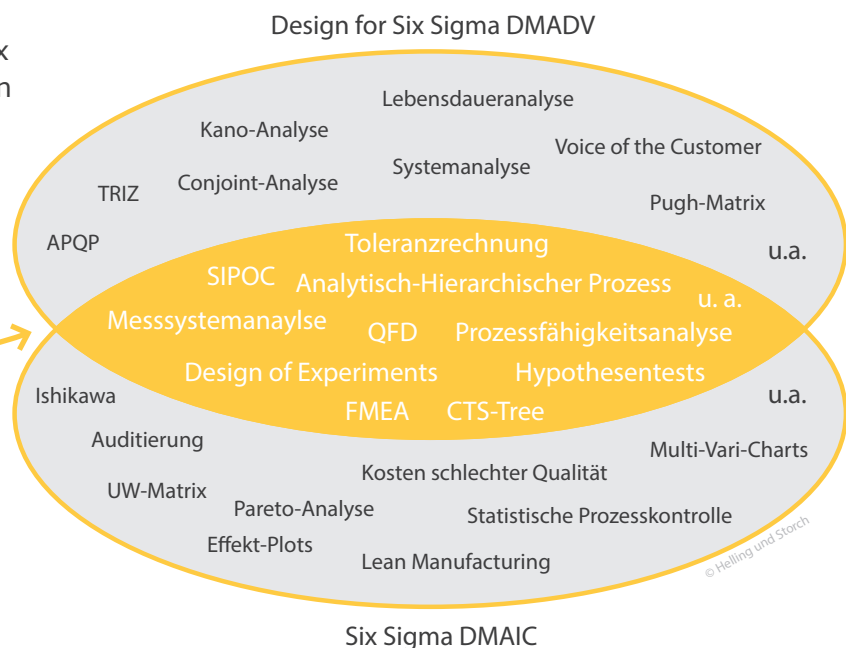 Design for Six Sigma DMADV
x
n
Lebensdaueranalyse
Kano-Analyse
Voice of the Customer
Systemanalyse
Conjoint-Analyse
TRIZ
Pugh-Matrix
APQP
u.a.
Toleranzrechnung
SIPOC
Analytisch-Hierarchischer Prozess
u. a.
Messsystemanaylse
QFD
Prozessfähigkeitsanalyse
Design of Experiments
Hypothesentests
FMEA
CTS-Tree
Ishikawa
u.a.
Auditierung
Multi-Vari-Charts
Kosten schlechter Qualität
UW-Matrix
Pareto-Analyse
Statistische Prozesskontrolle
Effekt-Plots
Lean Manufacturing
© Helling und Storch
Six Sigma DMAIC